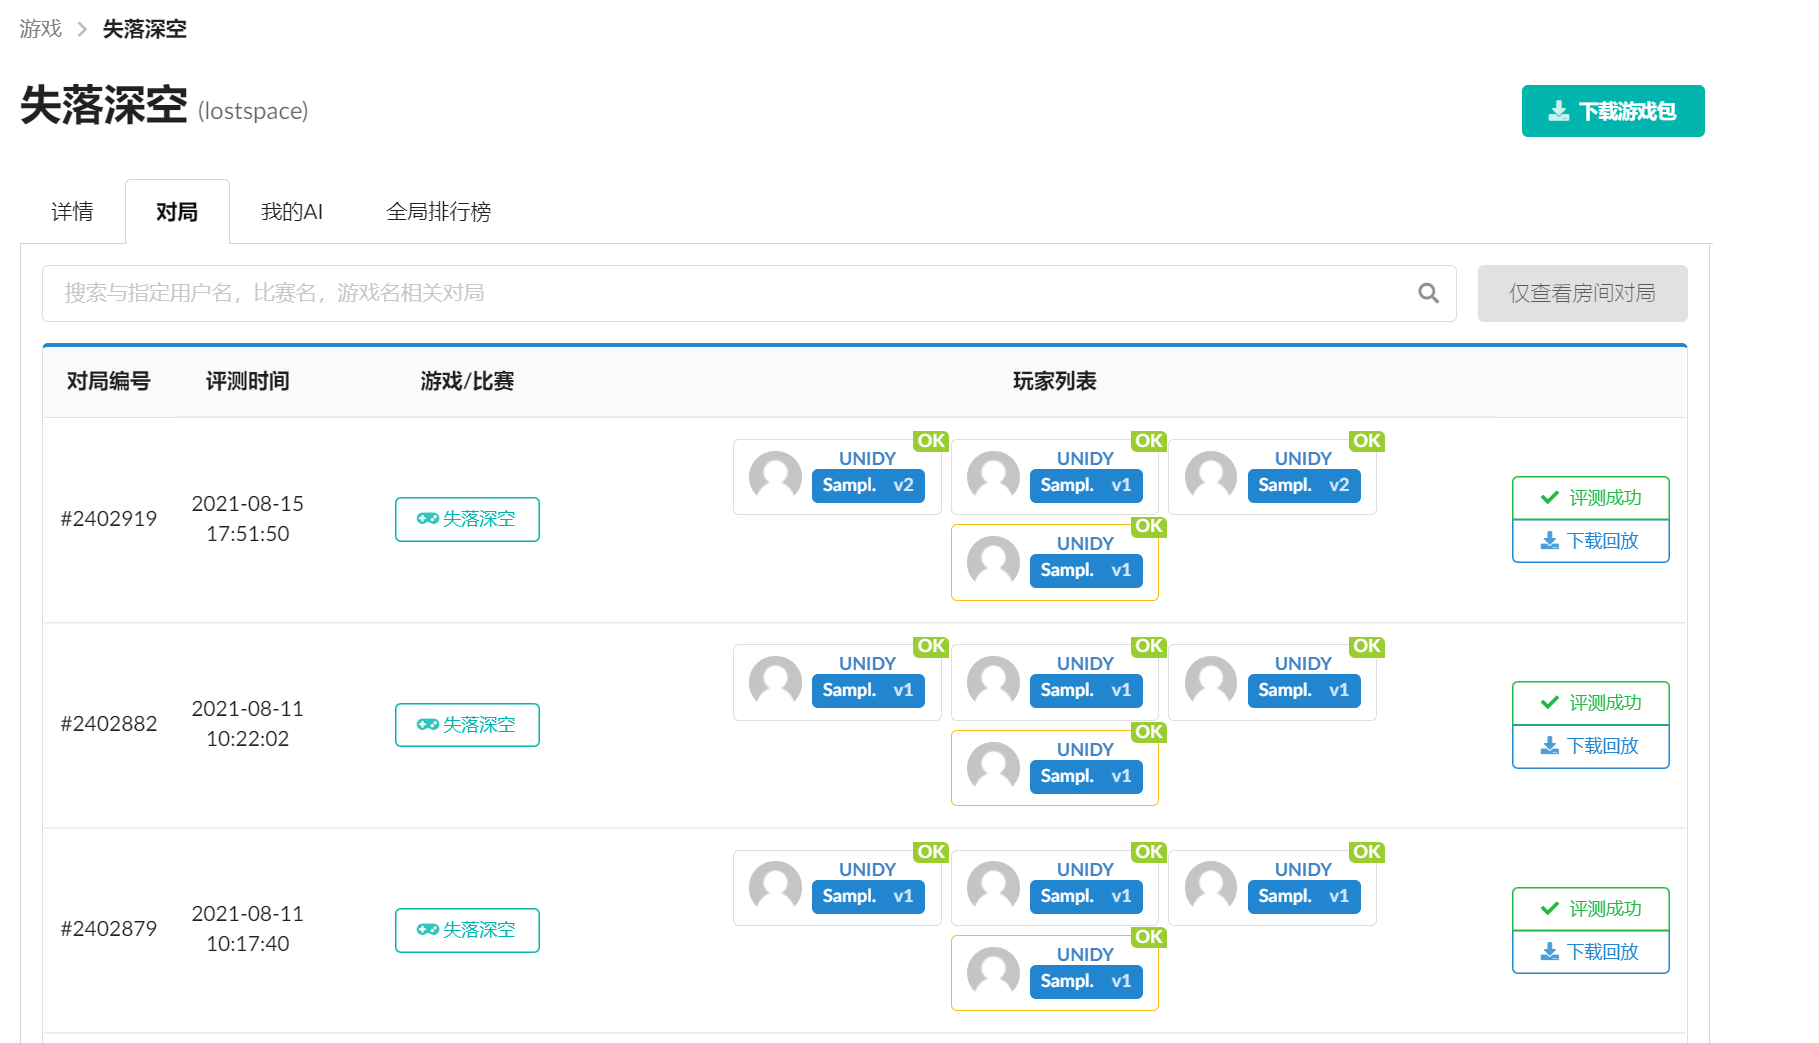 游戏 > 失落深空
失落深空 (lostspace)
下载游戏包
详情 对局 我的AI 全局排行榜
搜索与指定用户名，比赛名，游戏名相关对局
仅查看房间对局
对局编号 评测时间 游戏/比赛 玩家列表
#2402919
2021-08-15
17:51:50
失落深空
OK
UNIDY
Sampl. v2
OK
UNIDY
Sampl. v1
OK
UNIDY
Sampl. v2
OK
UNIDY
Sampl. v1
评测成功
下载回放
#2402882
2021-08-11
10:22:02
失落深空
OK
UNIDY
Sampl. v1
OK
UNIDY
Sampl. v1
OK
UNIDY
Sampl. v1
OK
UNIDY
Sampl. v1
评测成功
下载回放
#2402879
2021-08-11
10:17:40
失落深空
OK
UNIDY
Sampl. v1
OK
UNIDY
Sampl. v1
OK
UNIDY
Sampl. v1
OK
UNIDY
Sampl. v1
评测成功
下载回放